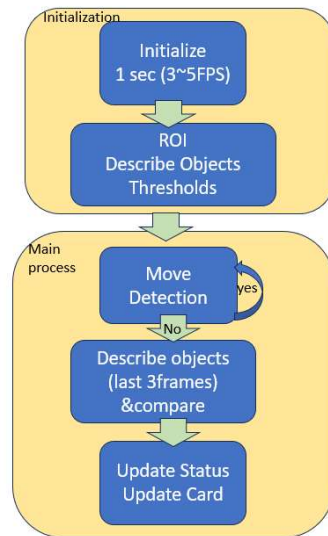 Initialization
Initialize
1 sec (3~5FPS)
ROI
Describe Objects
Thresholds
Main
process
Move
Detection
yes
No
Describe objects
(last 3frames)
&compare
Update Status
Update Card